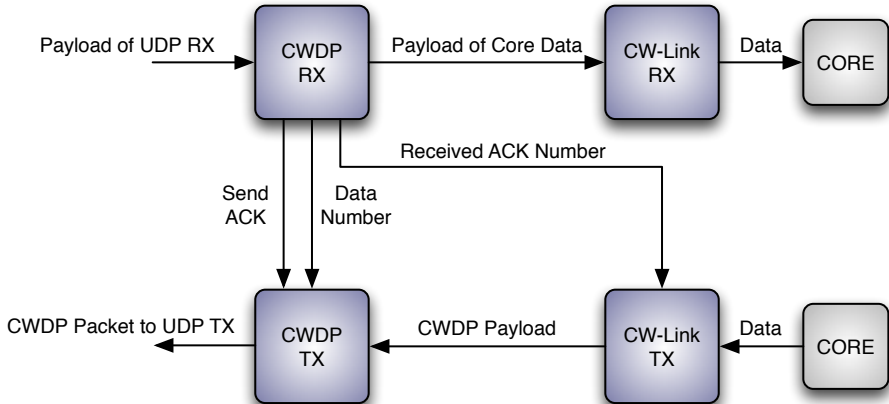 Payload of UDP RX
CWDP
RX
Payload of Core Data
CW-Link
RX
Data
CORE
Received ACK Number
Send
ACK
Data
Number
CWDP Packet to UDP TX
CWDP
TX
CWDP Payload
CW-Link
TX
Data
CORE